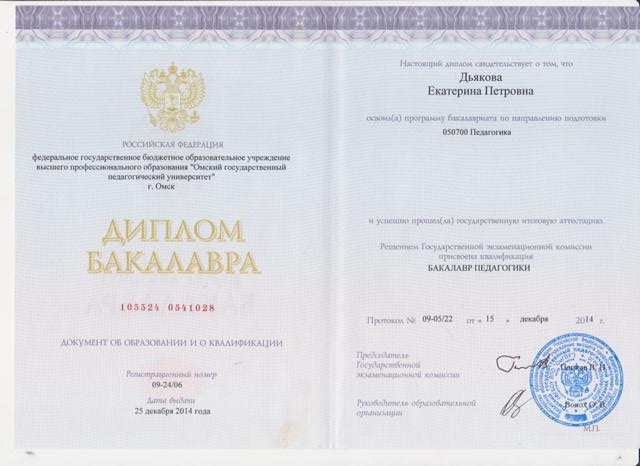 РОССИЙСКАЯ ФЕДЕРАЦИЯ
федеральное государственное бюджетное образовательное учреждение
высшего профессионального образования "Омский государственный
педагогический университет"
г. Омск
ДИПЛОМ
БАКАЛАВРА
105524 0541028
ДОКУМЕНТ ОБ ОБРАЗОВАНИИ И О КВАЛИФИКАЦИИ
Регистрационный номер
09-24/06
Дата выдачи
25 декабря 2014 года
Настоящий диплом свидетельствует о том, что
Дьякова
Екатерина Петровна
освоил(а) программу бакалавриата по направлению подготовки
050700 Педагогика
и успешно прошел(ла) государственную итоговую аттестацию
Решением Государственной экзаменационной комиссии
присвоена квалификация
БАКАЛАВР ПЕДАГОГИКИ
Протокол № 09-05/22 от « 15 » декабря 2014 г.
Председатель
Государственной
экзаменационной комиссии
Руководитель образовательной
организации
М.П.